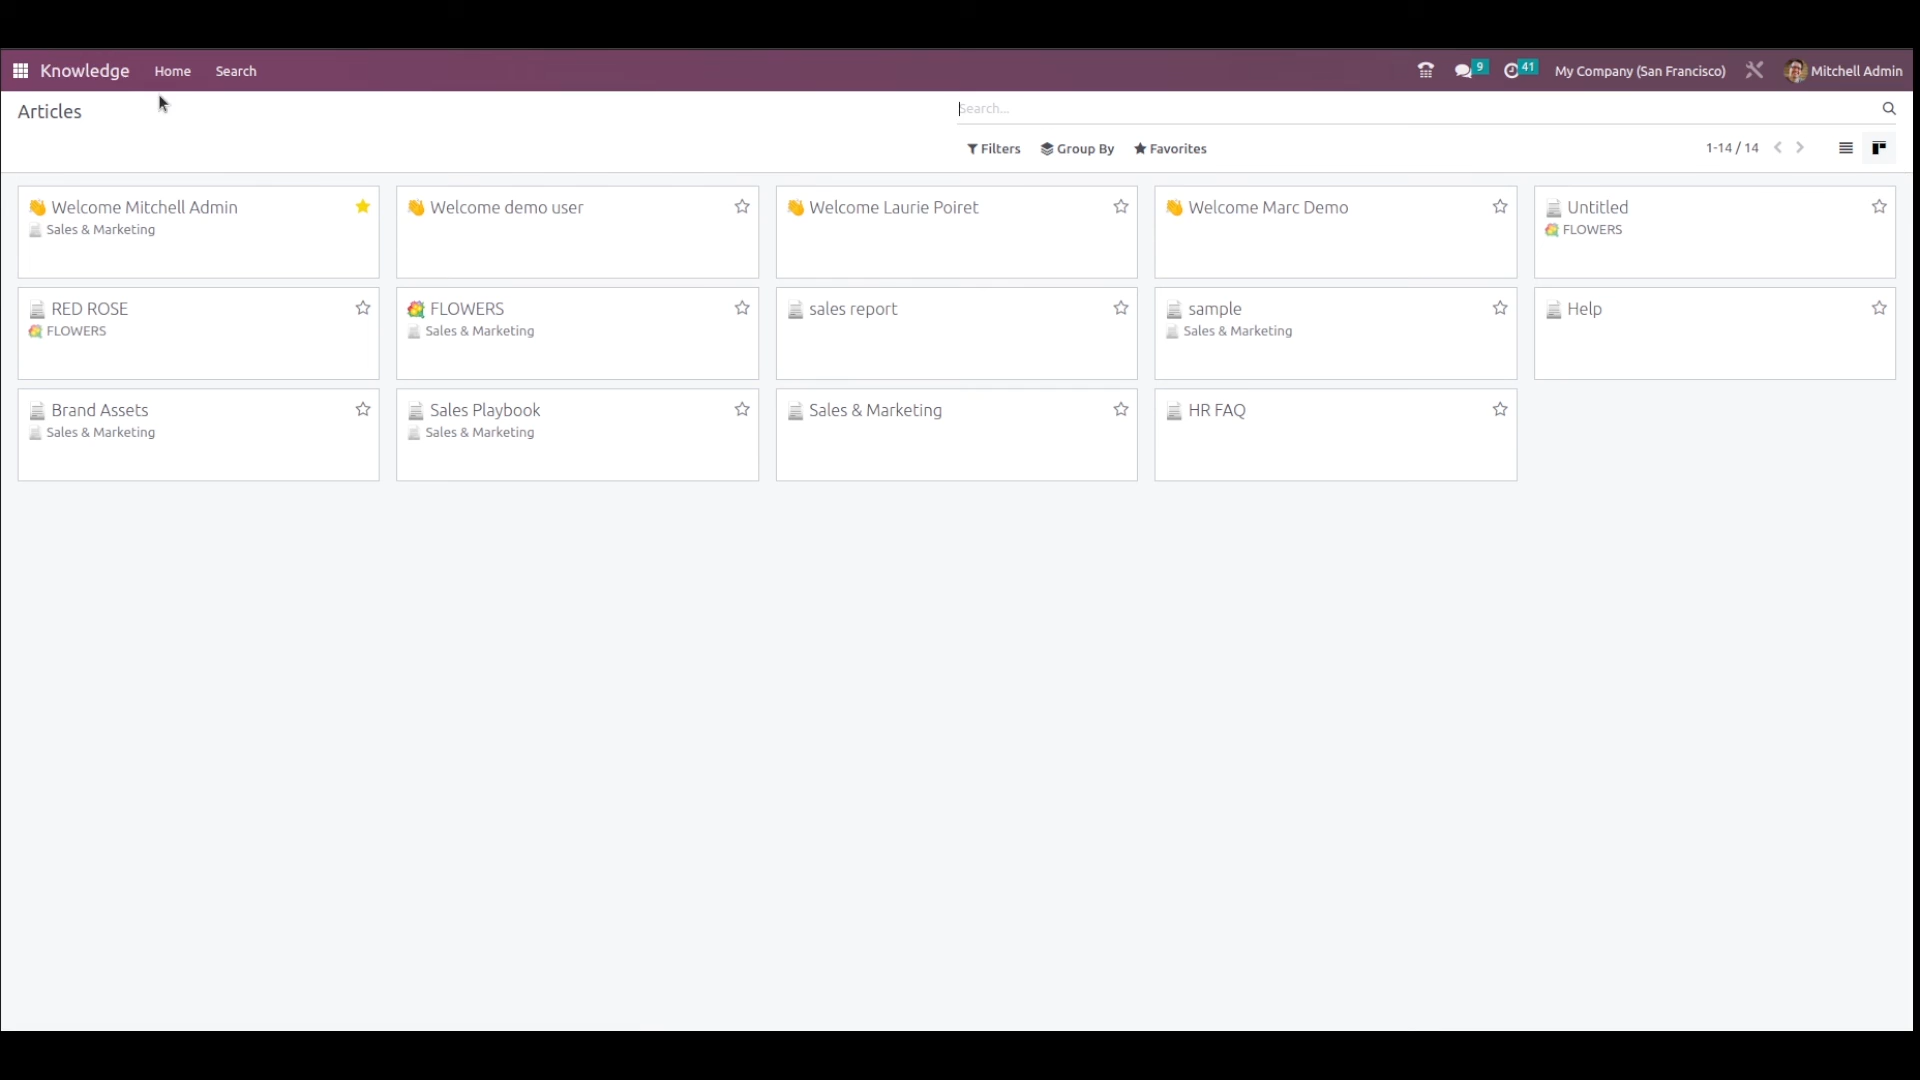 Knowledge Home Search 9 41 My Company (San Francisco) Mitchell Admin
Articles Search...
Filters Group By Favorites 1-14 / 14
Welcome Mitchell Admin
Sales & Marketing
Welcome demo user
Welcome Laurie Poiret
Welcome Marc Demo
Untitled
FLOWERS
RED ROSE
FLOWERS
FLOWERS
Sales & Marketing
sales report
sample
Sales & Marketing
Help
Brand Assets
Sales & Marketing
Sales Playbook
Sales & Marketing
Sales & Marketing
HR FAQ